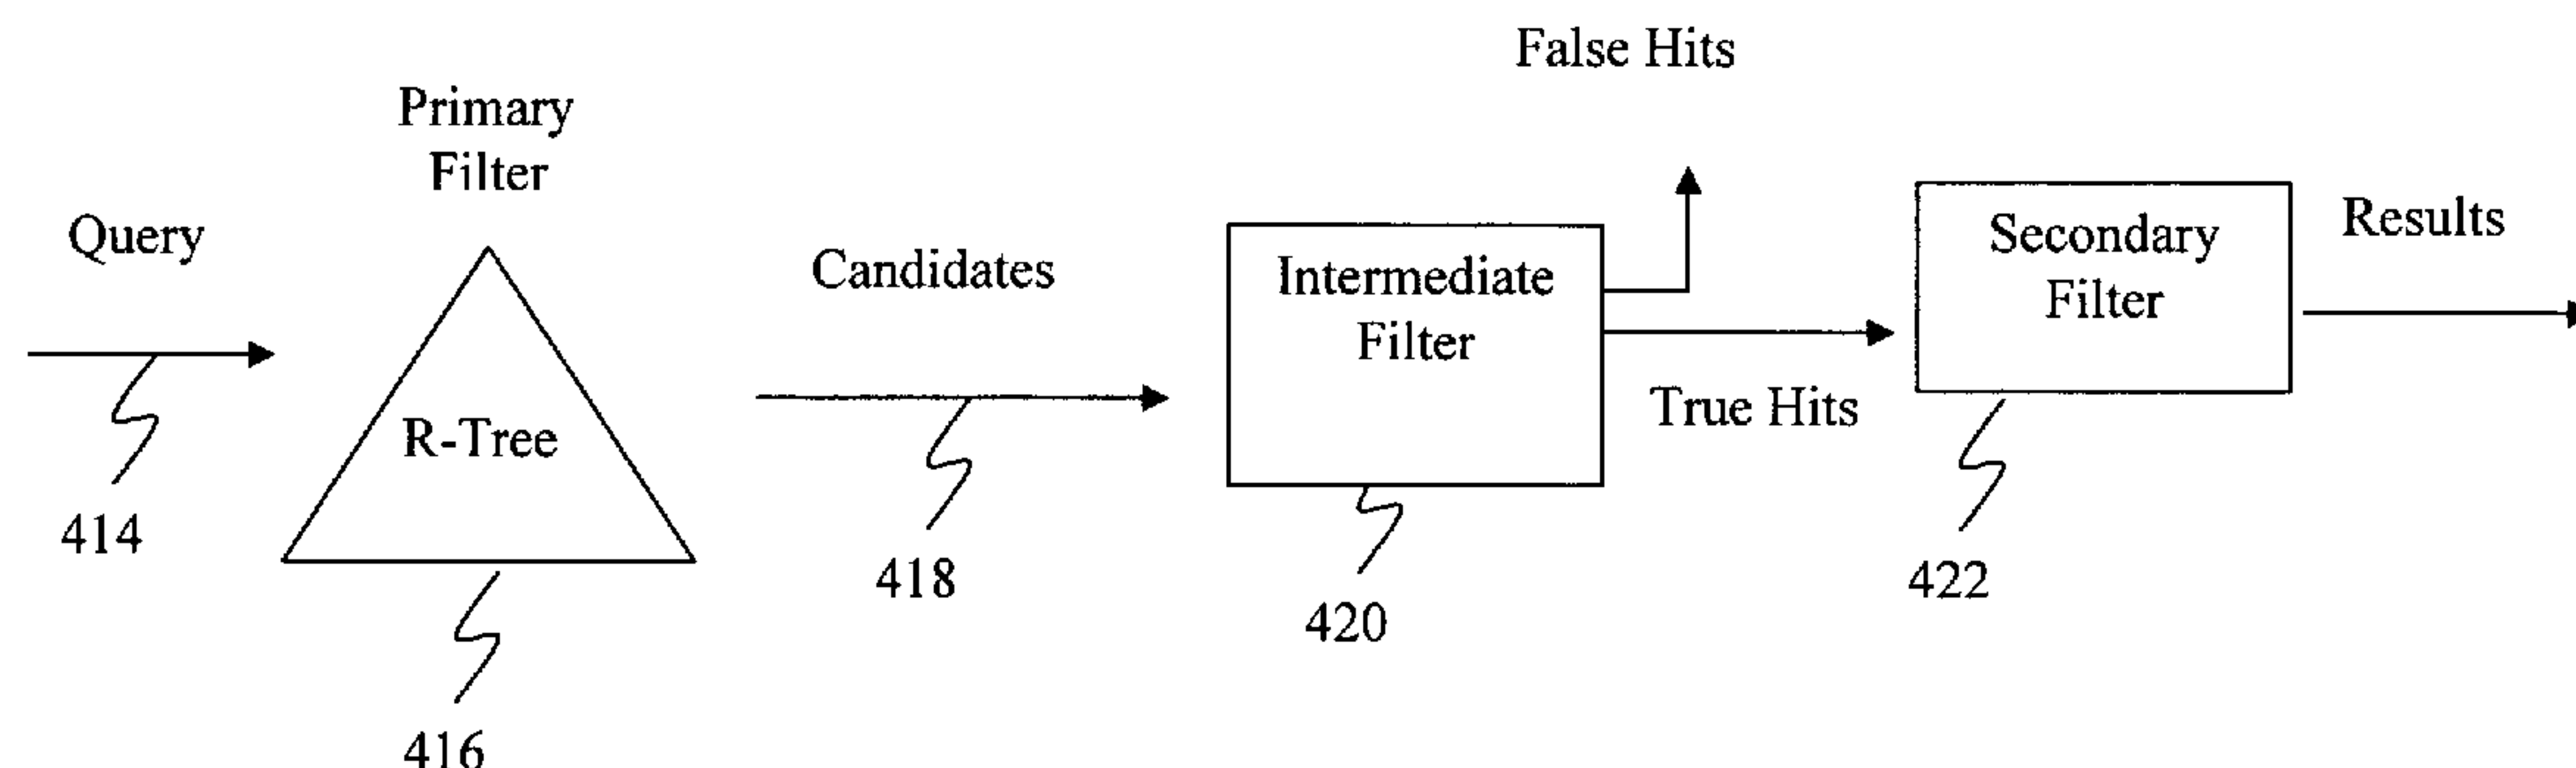 Query
414
Primary
Filter
R-Tree
416
Candidates
418
Intermediate
Filter
420
False Hits
True Hits
Secondary
Filter
422
Results